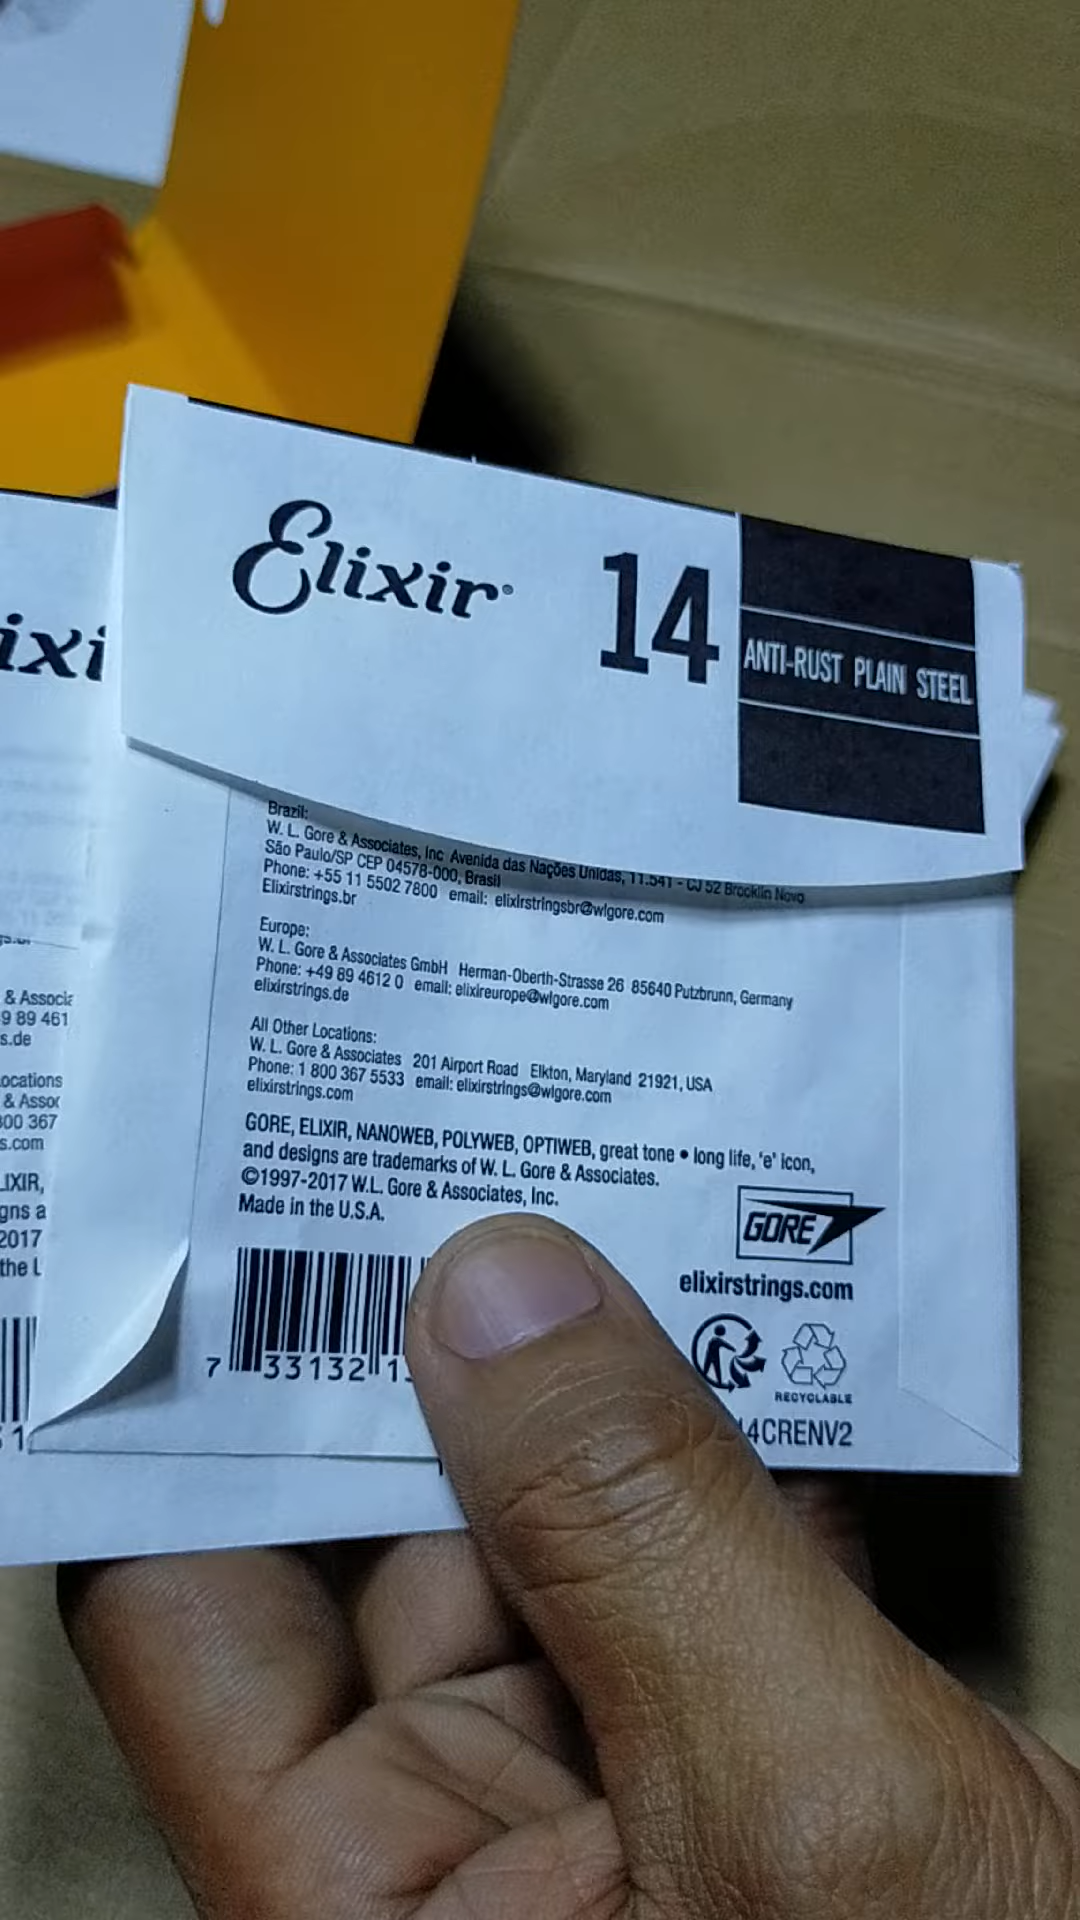 Elixir®
14
ANTI-RUST PLAIN STEEL
ixi
Brazil:
W. L. Gore & Associates, Inc Avenida das Nações Unidas, 11.541 - CJ 52 Brocklin Novo
São Paulo/SP CEP 04578-000, Brasil
Phone: +55 11 5502 7800 email: elixirstringsbr@wlgore.com
Elixirstrings.br
Europe:
W. L. Gore & Associates GmbH Herman-Oberth-Strasse 26 85640 Putzbrunn, Germany
Phone: +49 89 4612 0 email: elixireurope@wlgore.com
elixirstrings.de
All Other Locations:
W. L. Gore & Associates 201 Airport Road Elkton, Maryland 21921, USA
Phone: 1 800 367 5533 email: elixirstrings@wlgore.com
elixirstrings.com
GORE, ELIXIR, NANOWEB, POLYWEB, OPTIWEB, great tone • long life, 'e' icon,
and designs are trademarks of W. L. Gore & Associates.
©1997-2017 W.L. Gore & Associates, Inc.
Made in the U.S.A.
GORE
elixirstrings.com
7 33132 1
RECYCLABLE
4CRENV2
& Associa
9 89 461
s.de
ocations
& Assoc
800 367
s.com
LIXIR,
gns a
2017
the U
1